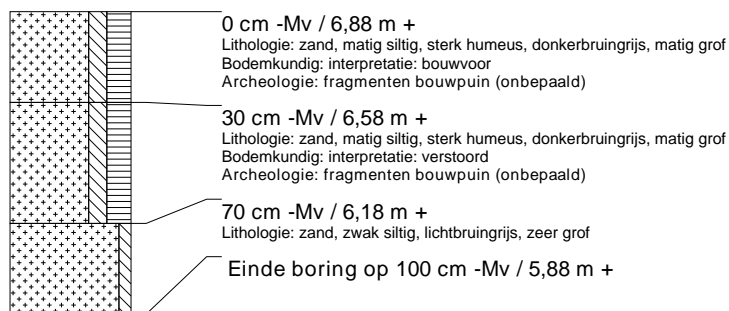 0 cm -Mv / 6,88 m +
Lithologie: zand, matig siltig, sterk humeus, donkerbruingrijs, matig grof
Bodemkundig: interpretatie: bouwvoor
Archeologie: fragmenten bouwpuin (onbepaald)
30 cm -Mv / 6,58 m +
Lithologie: zand, matig siltig, sterk humeus, donkerbruingrijs, matig grof
Bodemkundig: interpretatie: verstoord
Archeologie: fragmenten bouwpuin (onbepaald)
70 cm -Mv / 6,18 m +
Lithologie: zand, zwak siltig, lichtbruingrijs, zeer grof
Einde boring op 100 cm -Mv / 5,88 m +